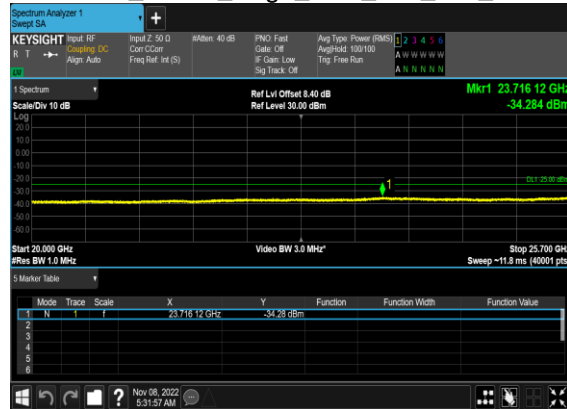 Spectrum Analyzer 1
Swept SA
+
KEYSIGHT
R T
Input: RF
Coupling: DC
Align: Auto
Input Z: 50 Ω
Corr CCorr
Freq Ref: Int (S)
#Atten: 40 dB
PNO: Fast
Gate: Off
IF Gain: Low
Sig Track: Off
Avg Type: Power (RMS)
Avg|Hold: 100/100
Trig: Free Run
1 2 3 4 5 6
A W W W W W
A N N N N N
1 Spectrum
Scale/Div 10 dB
Log
Ref Lvl Offset 8.40 dB
Ref Level 30.00 dBm
Mkr1 23.716 12 GHz
-34.284 dBm
20.0
10.0
0.00
-10.0
-20.0
-30.0
-40.0
-50.0
-60.0
1
DL1 -25.00 dBm
Start 20.000 GHz
#Res BW 1.0 MHz
Video BW 3.0 MHz*
Stop 25.700 GHz
Sweep ~11.8 ms (40001 pts)
5 Marker Table
Mode Trace Scale X Y Function Function Width Function Value
1 N 1 f 23.716 12 GHz -34.28 dBm
2
3
4
5
6
?
Nov 08, 2022
5:31:57 AM